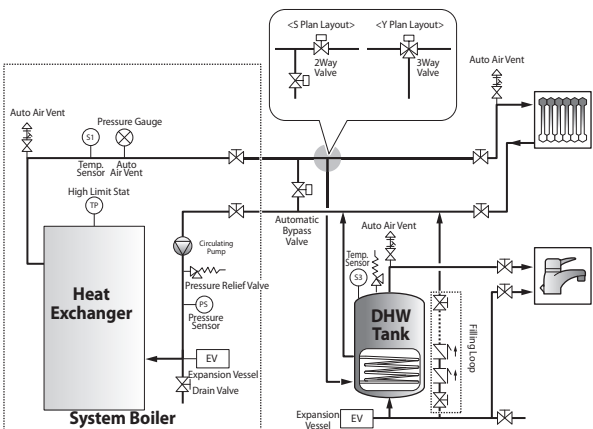 <S Plan Layout>
<Y Plan Layout>
2Way
Valve
3Way
Valve
Auto Air Vent
Auto Air Vent
Pressure Gauge
S1
Temp.
Sensor
Auto
Air Vent
High Limit Stat
TP
Circulating
Pump
Pressure Relief Valve
PS
Pressure
Sensor
Heat
Exchanger
EV
Expansion Vessel
Drain Valve
System Boiler
Automatic
Bypass
Valve
Auto Air Vent
Temp.
Sensor
S3
DHW
Tank
Filling Loop
Expansion
Vessel
EV